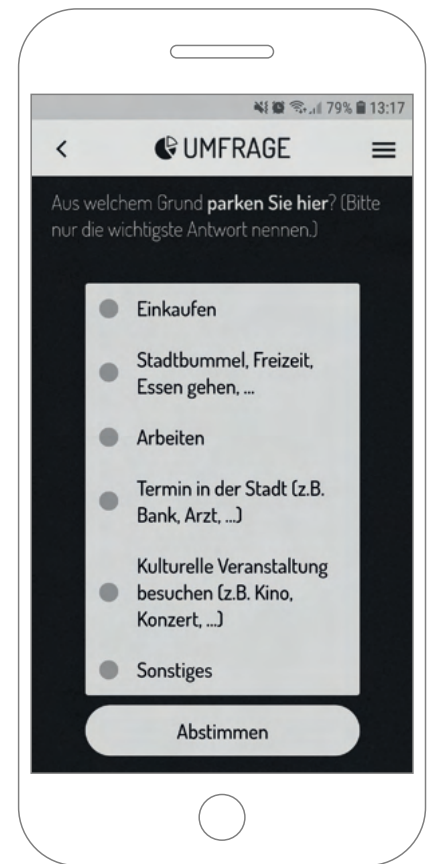 79% 13:17
UMFRAGE
Aus welchem Grund parken Sie hier? (Bitte
nur die wichtigste Antwort nennen.)
Einkaufen
Stadtbummel, Freizeit,
Essen gehen, ...
Arbeiten
Termin in der Stadt (z.B.
Bank, Arzt, ...)
Kulturelle Veranstaltung
besuchen (z.B. Kino,
Konzert, ...)
Sonstiges
Abstimmen